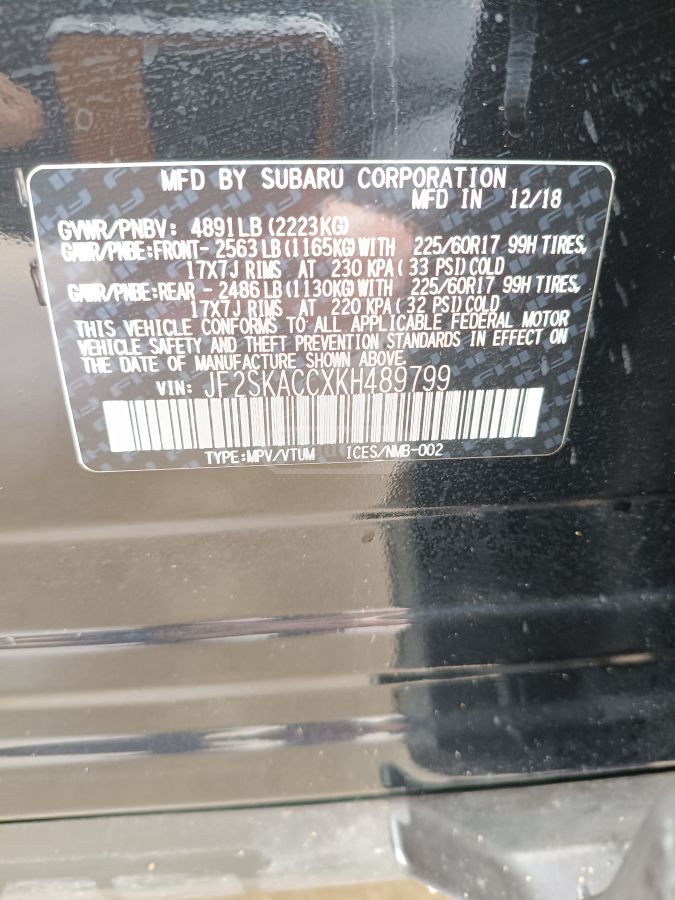 MFD BY SUBARU CORPORATION
MFD IN 12/18
GVWR/PNBV: 4891LB(2223KG)
GAWR/PNBE:FRONT- 2563LB(1165KG)WITH 225/60R17 99H TIRES,
17X7J RIMS AT 230 KPA( 33 PSI)COLD
GAWR/PNBE:REAR - 2486LB(1130KG)WITH 225/60R17 99H TIRES,
17X7J RIMS AT 220 KPA( 32 PSI)COLD
THIS VEHICLE CONFORMS TO ALL APPLICABLE FEDERAL MOTOR
VEHICLE SAFETY AND THEFT PREVENTION STANDARDS IN EFFECT ON
THE DATE OF MANUFACTURE SHOWN ABOVE.
VIN: JF2SKACCXKH489799
TYPE:MPV/VTUM ICES/NMB-002